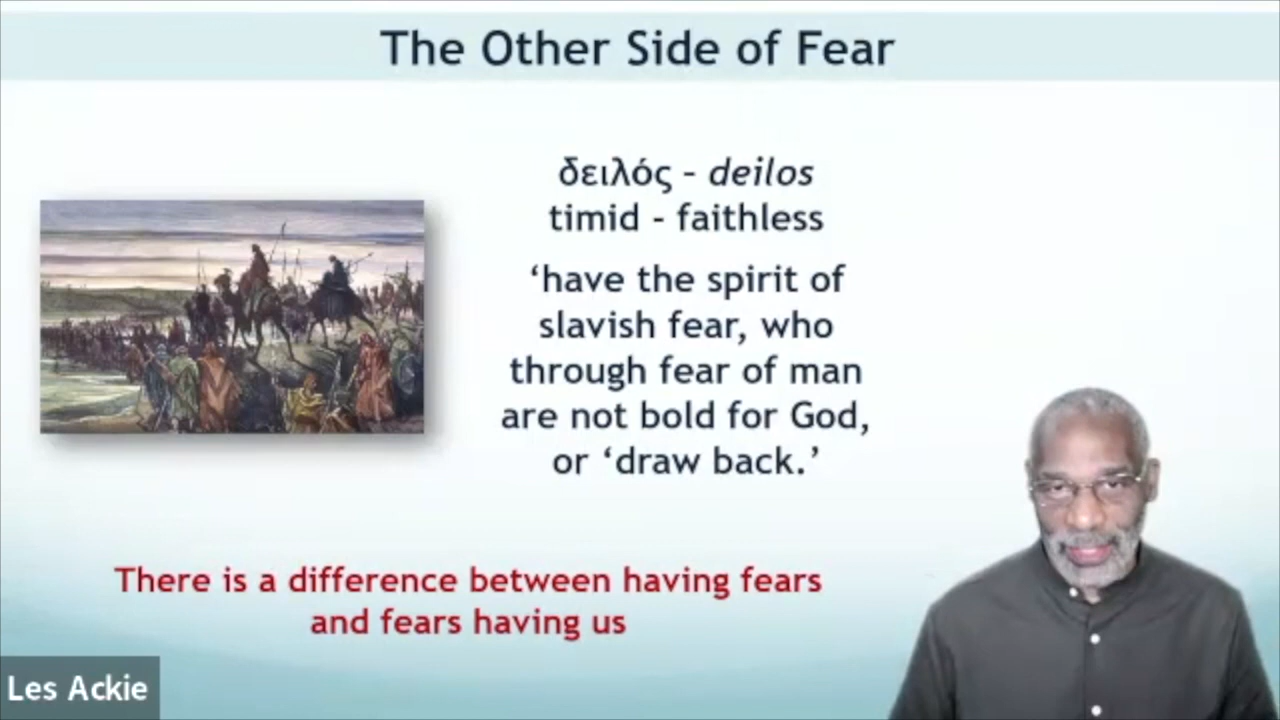 The Other Side of Fear
δειλός – deilos
timid – faithless
‘have the spirit of
slavish fear, who
through fear of man
are not bold for God,
or ‘draw back.’
There is a difference between having fears
and fears having us
Les Ackie